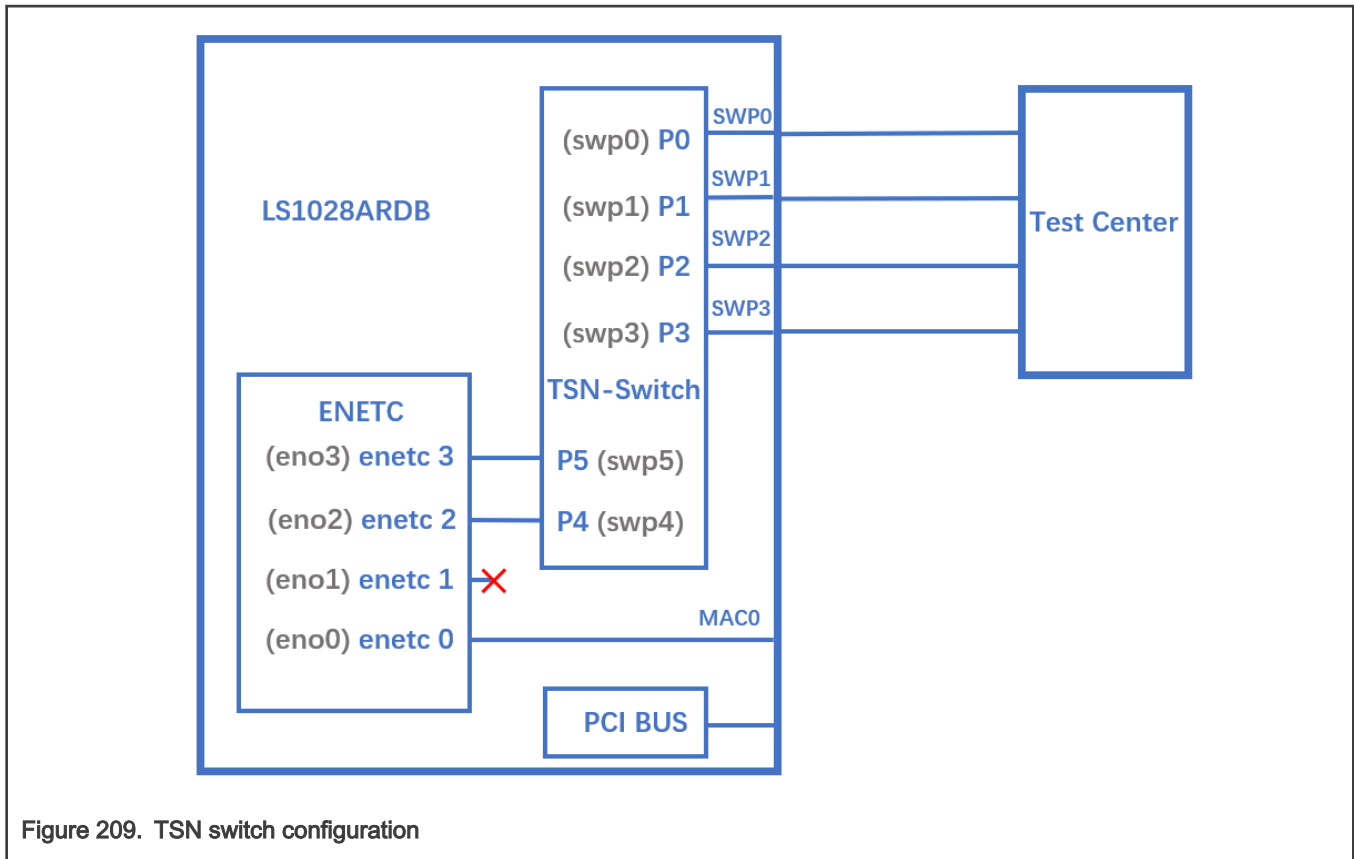 SWP0
(swp0) P0
SWP1
LS1028ARDB
(swp1) P1
Test Center
SWP2
(swp2) P2
SWP3
(swp3) P3
TSN-Switch
ENETC
(eno3) enetc 3
P5 (swp5)
(eno2) enetc 2
P4 (swp4)
(eno1) enetc 1
MAC0
(eno0) enetc 0
PCI BUS
Figure 209. TSN switch configuration